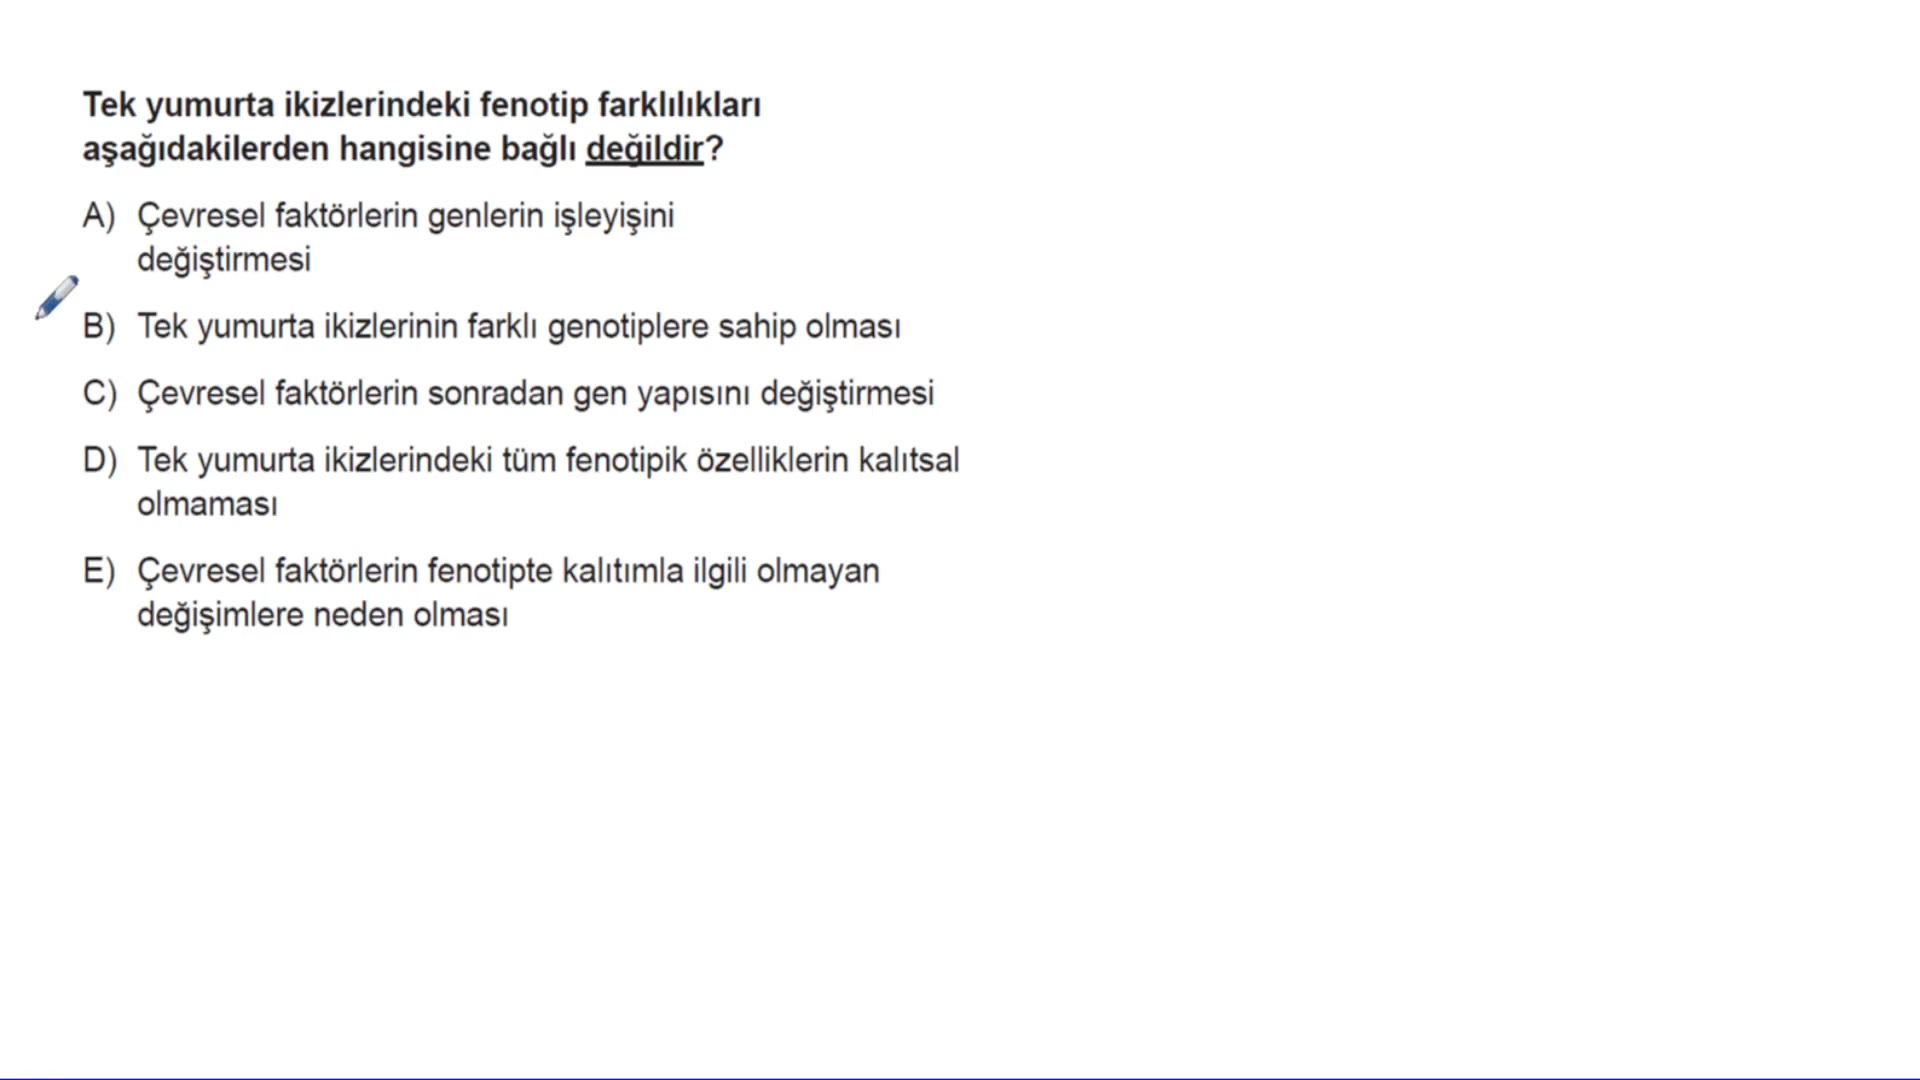 Tek yumurta ikizlerindeki fenotip farklılıkları
aşağıdakilerden hangisine bağlı değildir?
A) Çevresel faktörlerin genlerin işleyişini
değiştirmesi
B) Tek yumurta ikizlerinin farklı genotiplere sahip olması
C) Çevresel faktörlerin sonradan gen yapısını değiştirmesi
D) Tek yumurta ikizlerindeki tüm fenotipik özelliklerin kalıtsal
olmaması
E) Çevresel faktörlerin fenotipte kalıtımla ilgili olmayan
değişimlere neden olması